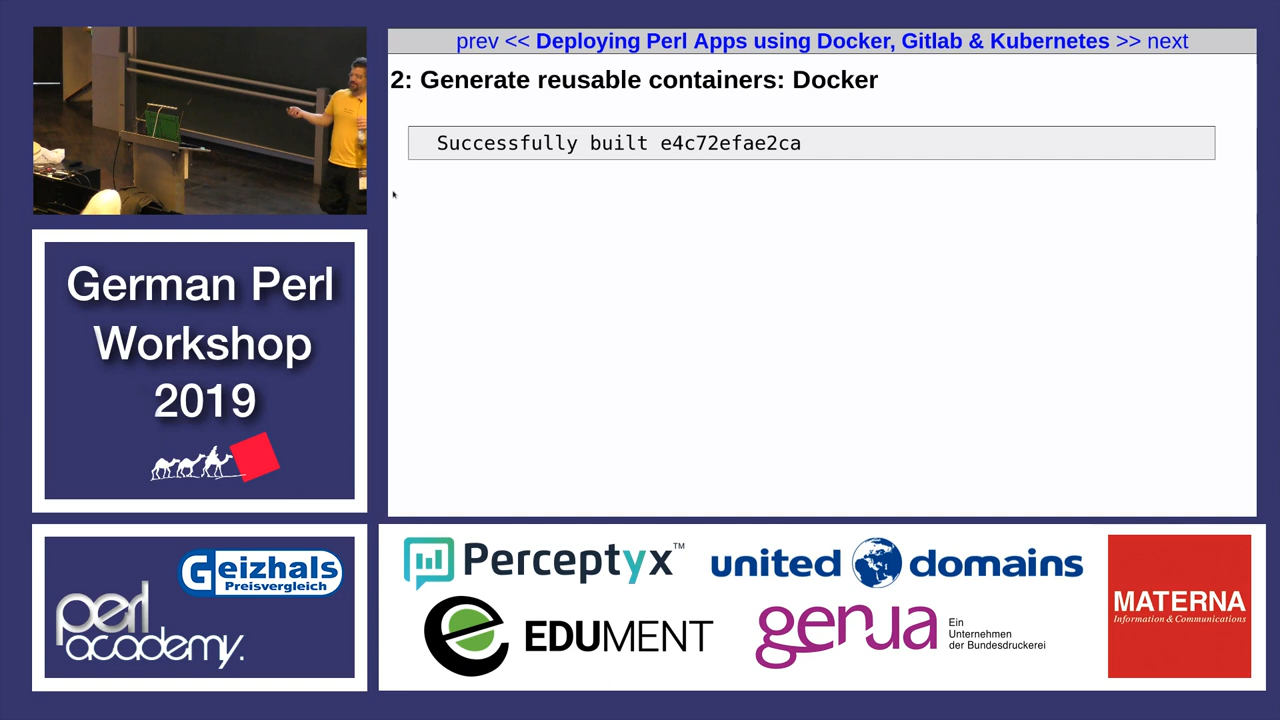 prev << Deploying Perl Apps using Docker, Gitlab & Kubernetes >> next
2: Generate reusable containers: Docker
Successfully built e4c72efae2ca
German Perl
Workshop
2019
Geizhals
Preisvergleich
perl
academy.
Perceptyx™
united domains
EDUMENT
genua
Ein
Unternehmen
der Bundesdruckerei
MATERNA
Information & Communications